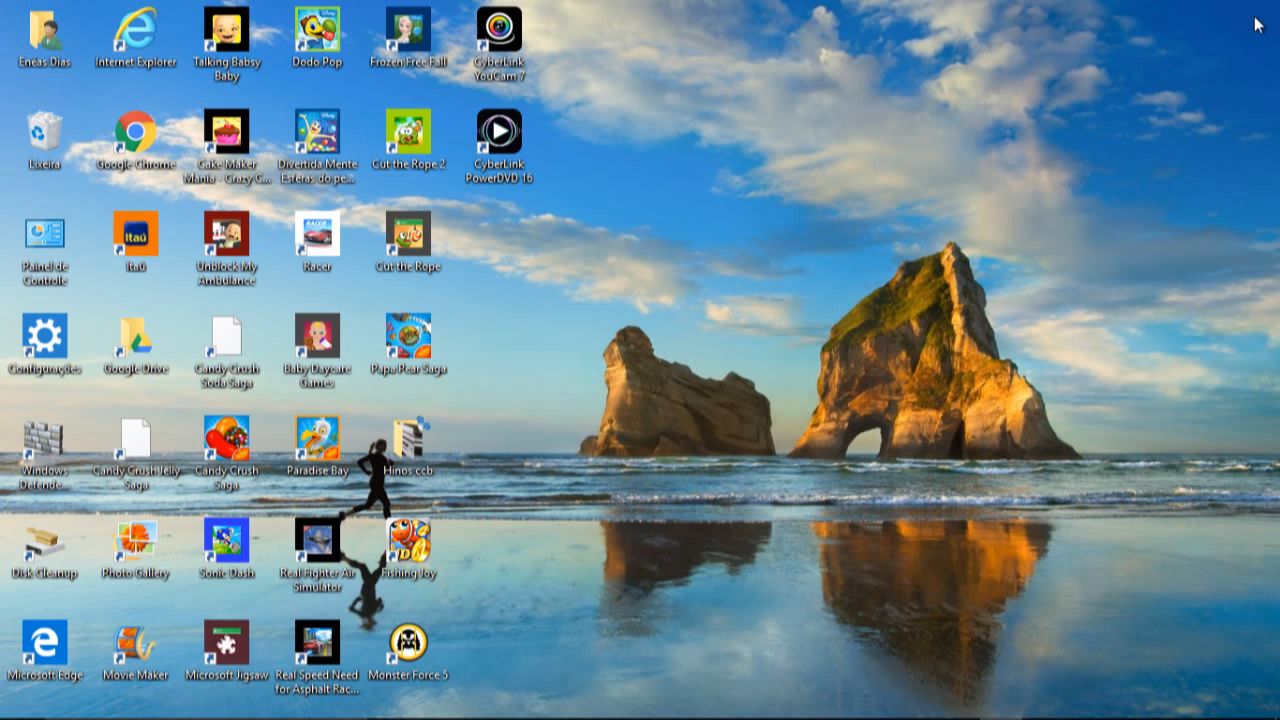 Enéas Dias
Internet Explorer
Talking Babsy
Baby
Dodo Pop
Frozen Free Fall
CyberLink
YouCam 7
Lixeira
Google Chrome
Cake Maker
Mania - Crazy C...
Divertida Mente
Esferas do pe...
Cut the Rope 2
CyberLink
PowerDVD 16
Painel de
Controle
Itaú
Itaú
Unblock My
Ambulance
RACER
Racer
Cut the Rope
Configurações
Google Drive
Candy Crush
Soda Saga
Baby Daycare
Games
Papa Pear Saga
Windows
Defende...
Candy Crush Jelly
Saga
Candy Crush
Saga
Paradise Bay
Hinos ccb
Disk Cleanup
Photo Gallery
Sonic Dash
Real Fighter Air
Simulator
Fishing Joy
Microsoft Edge
Movie Maker
Microsoft Jigsaw
Real Speed Need
for Asphalt Rac...
Monster Force 5